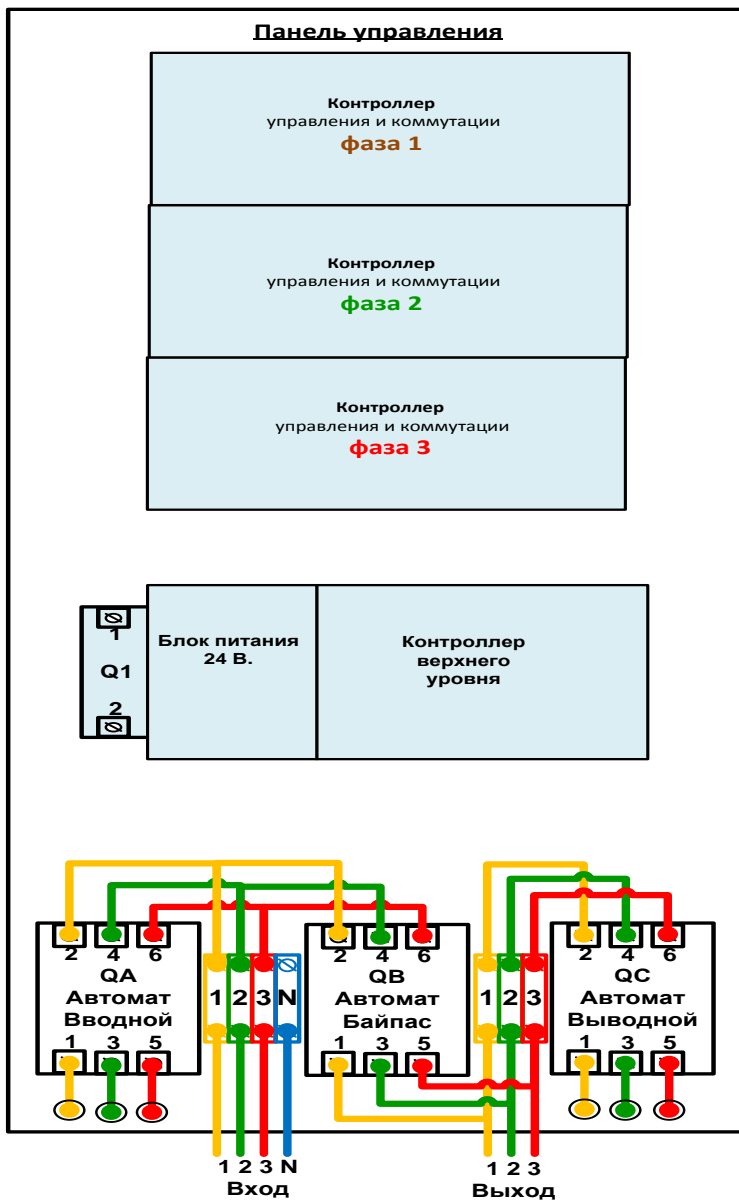 Панель управления
Контроллер
управления и коммутации
фаза 1
Контроллер
управления и коммутации
фаза 2
Контроллер
управления и коммутации
фаза 3
1
Q1
2
Блок питания
24 В.
Контроллер
верхнего
уровня
2 4 6
QA
Автомат
Вводной
1 3 5
1 2 3 N
2 4 6
QB
Автомат
Байпас
1 3 5
1 2 3
2 4 6
QC
Автомат
Выводной
1 3 5
1 2 3 N
Вход
1 2 3
Выход